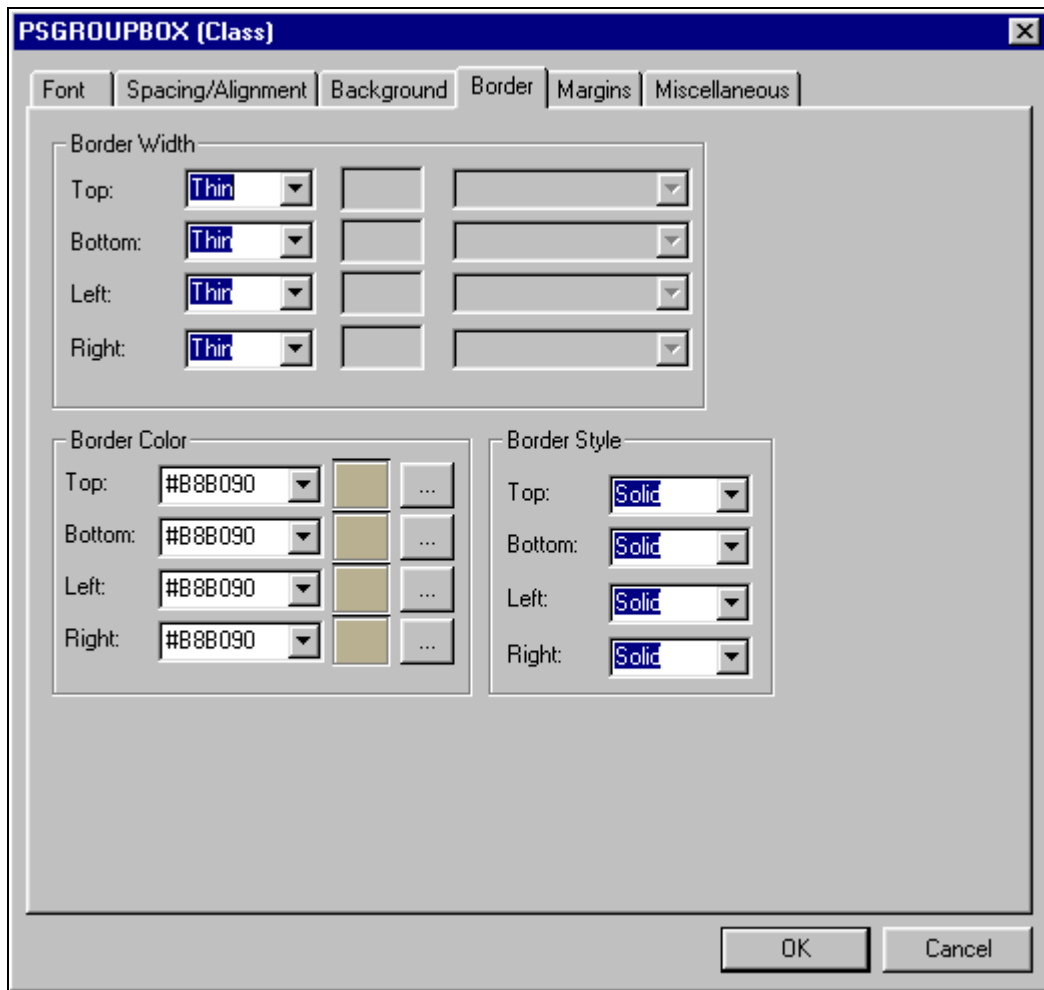 PSGROUPBOX (Class)
Font Spacing/Alignment Background Border Margins Miscellaneous
Border Width
Top: Thin
Bottom: Thin
Left: Thin
Right: Thin
Border Color
Top: #B8B090 ...
Bottom: #B8B090 ...
Left: #B8B090 ...
Right: #B8B090 ...
Border Style
Top: Solid
Bottom: Solid
Left: Solid
Right: Solid
OK Cancel